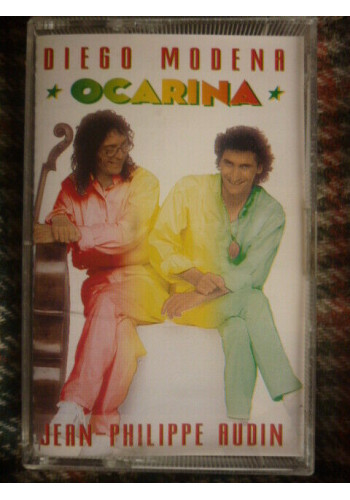 DIEGO MODENA
★ OCARINA ★
JEAN-PHILIPPE AUDIN